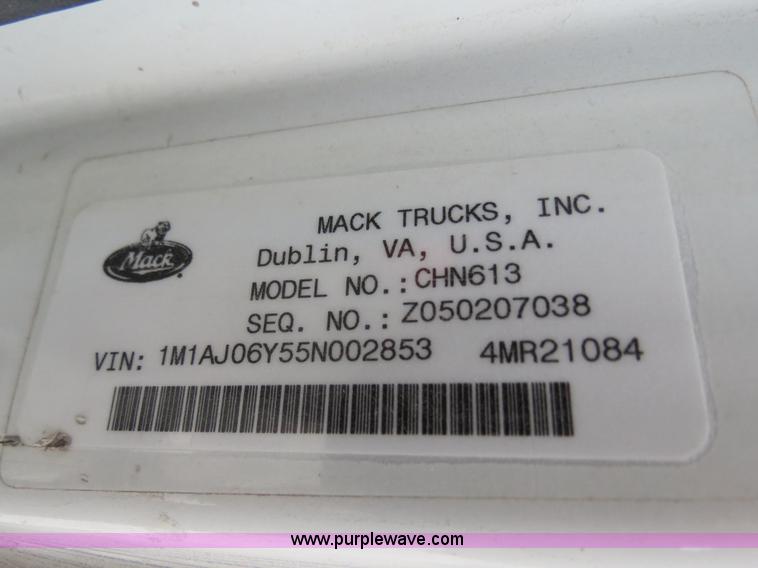 MACK TRUCKS, INC.
Dublin, VA, U.S.A.
Mack
MODEL NO.: CHN613
SEQ. NO.: Z050207038
VIN: 1M1AJ06Y55N002853 4MR21084
www.purplewave.com